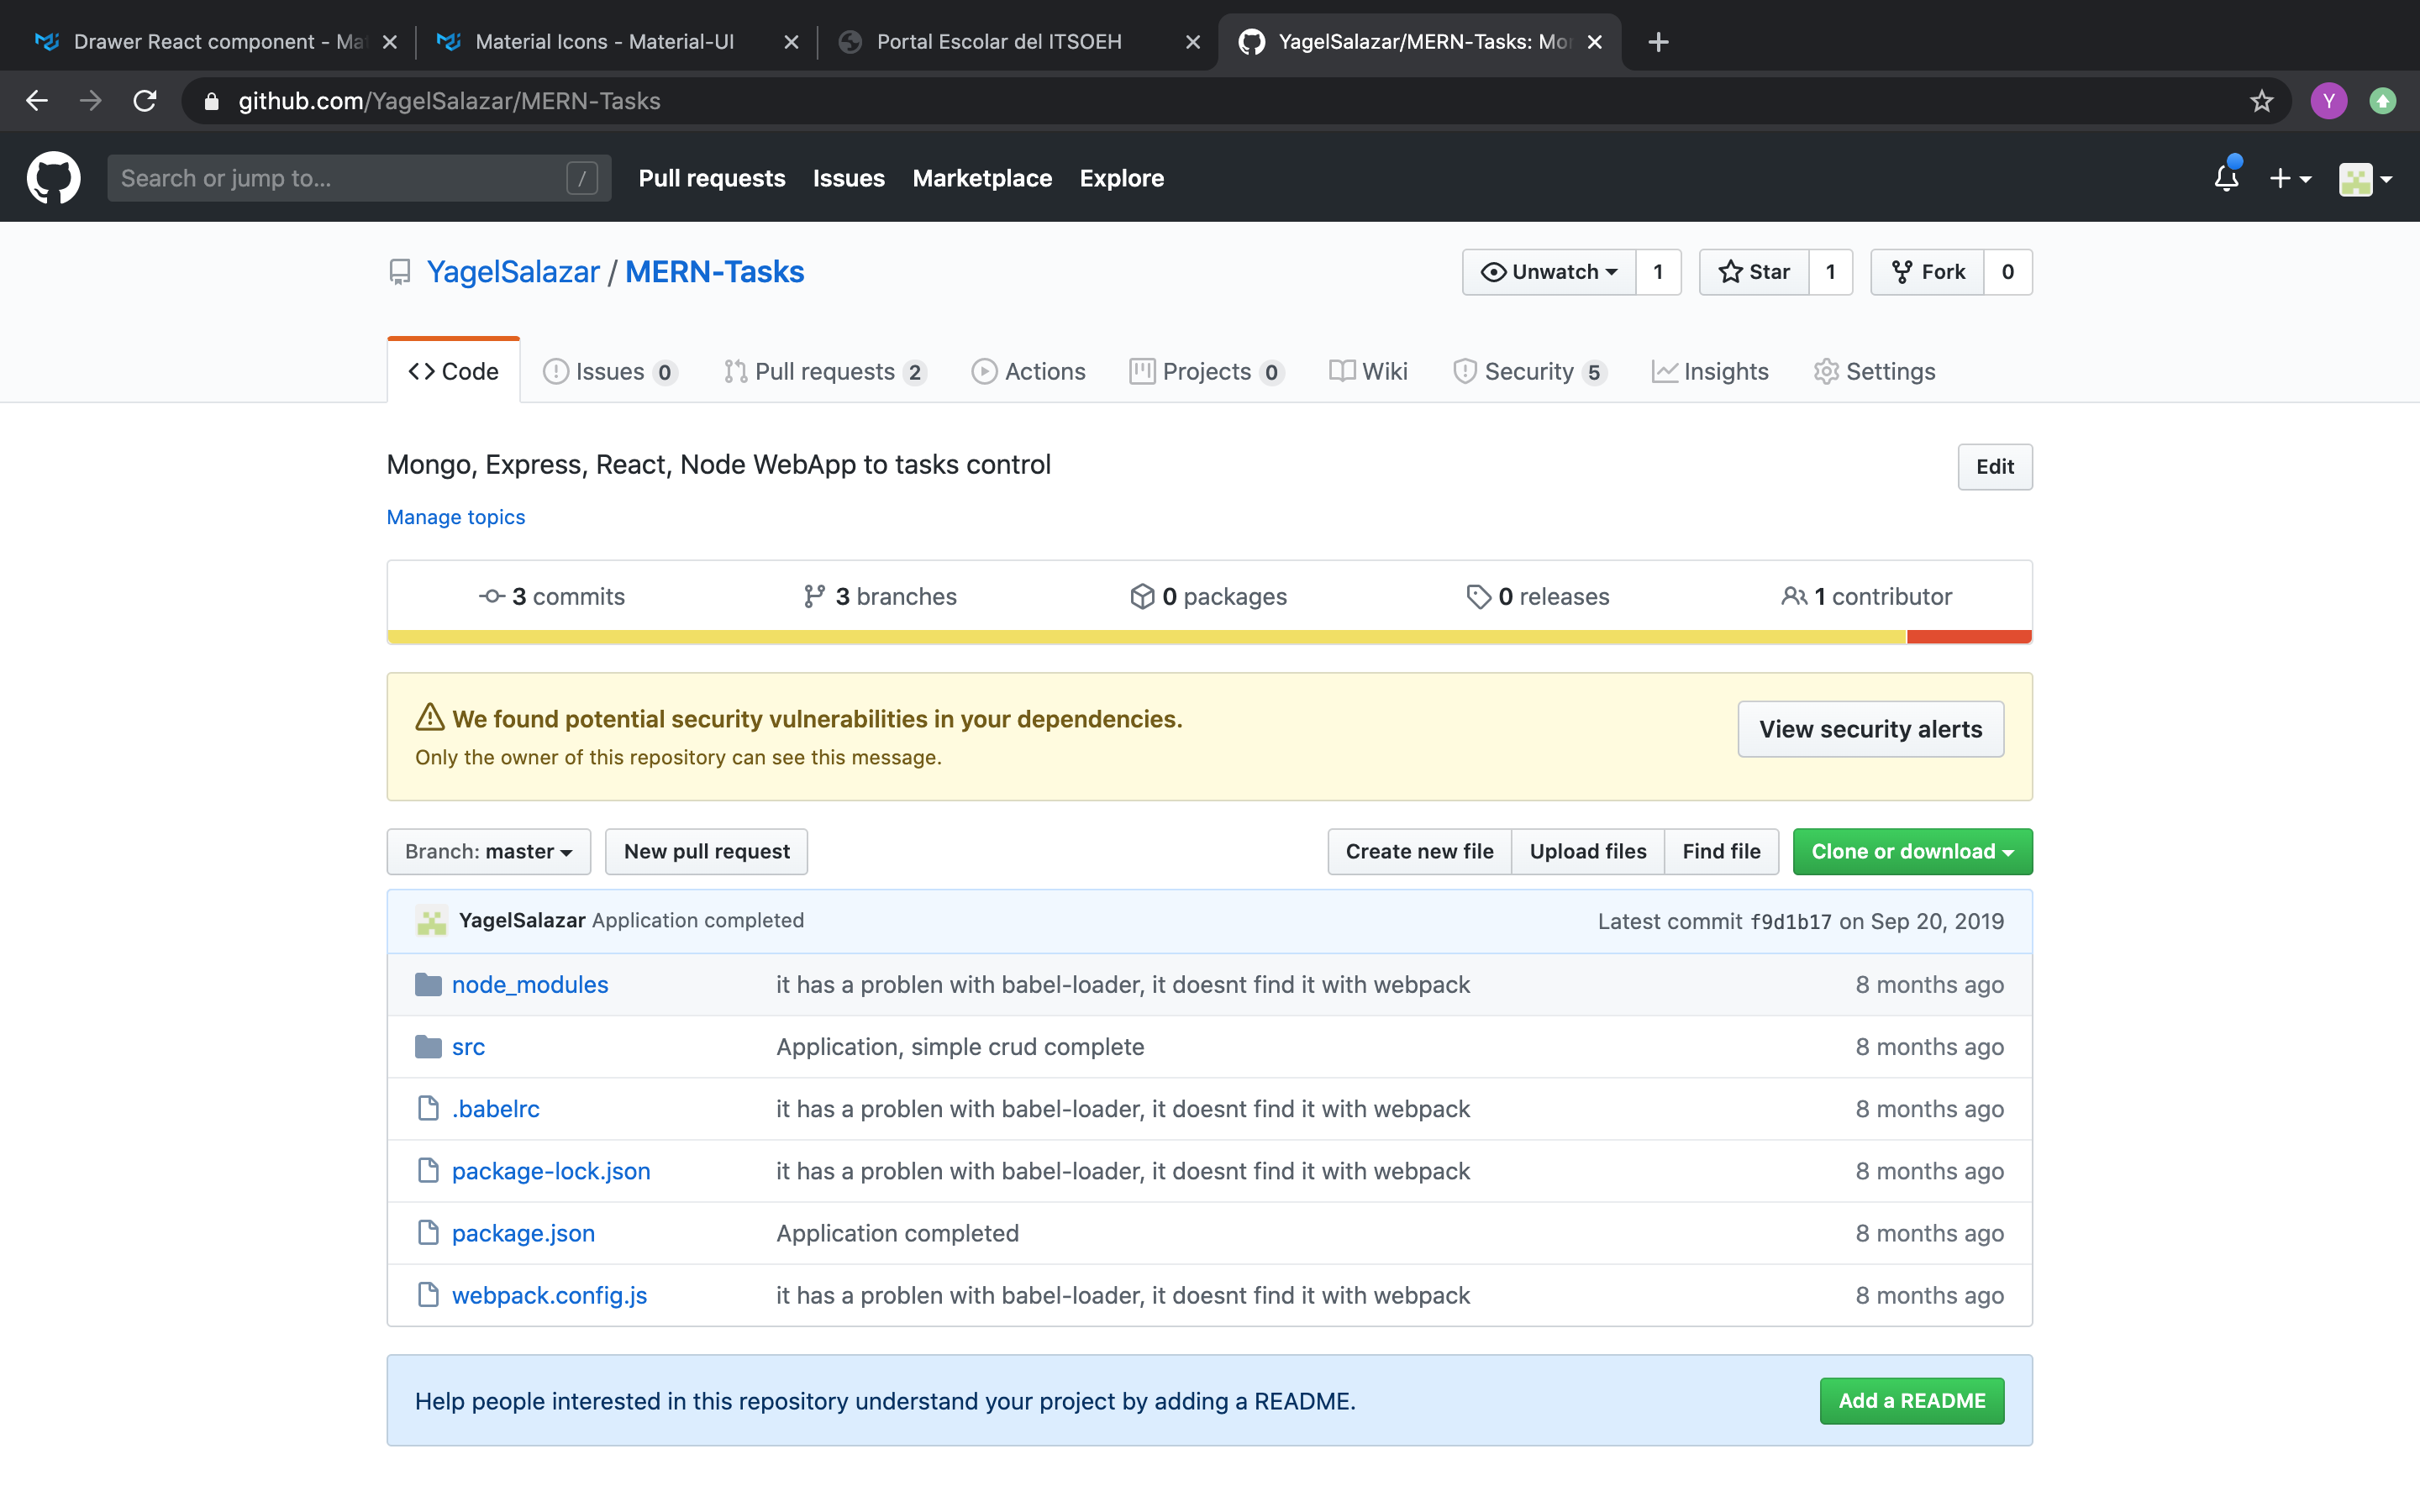 Drawer React component - Ma
Material Icons - Material-UI
Portal Escolar del ITSOEH
YagelSalazar/MERN-Tasks: Mo
github.com/YagelSalazar/MERN-Tasks
Y
Search or jump to...
/
Pull requests
Issues
Marketplace
Explore
YagelSalazar / MERN-Tasks
Unwatch 1
Star 1
Fork 0
Code
Issues 0
Pull requests 2
Actions
Projects 0
Wiki
Security 5
Insights
Settings
Mongo, Express, React, Node WebApp to tasks control
Edit
Manage topics
3 commits
3 branches
0 packages
0 releases
1 contributor
We found potential security vulnerabilities in your dependencies.
Only the owner of this repository can see this message.
View security alerts
Branch: master
New pull request
Create new file
Upload files
Find file
Clone or download
YagelSalazar Application completed
Latest commit f9d1b17 on Sep 20, 2019
node_modules it has a problen with babel-loader, it doesnt find it with webpack 8 months ago
src Application, simple crud complete 8 months ago
.babelrc it has a problen with babel-loader, it doesnt find it with webpack 8 months ago
package-lock.json it has a problen with babel-loader, it doesnt find it with webpack 8 months ago
package.json Application completed 8 months ago
webpack.config.js it has a problen with babel-loader, it doesnt find it with webpack 8 months ago
Help people interested in this repository understand your project by adding a README.
Add a README